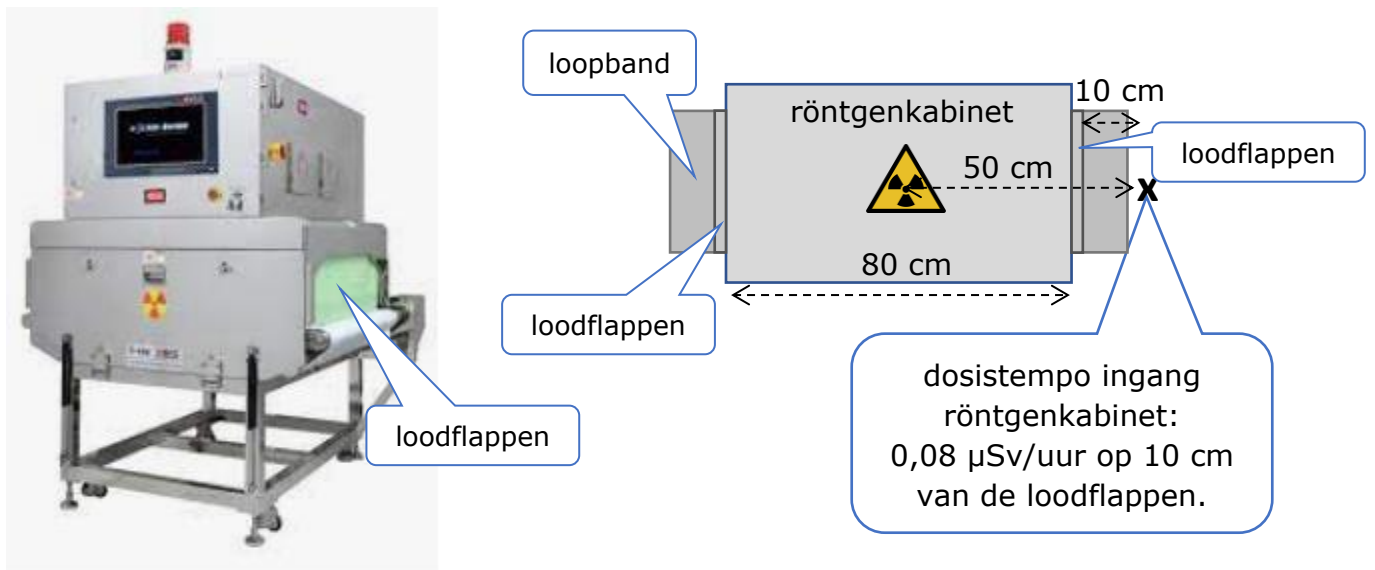 loopband
röntgenkabinet
10 cm
loodflappen
50 cm
80 cm
loodflappen
loodflappen
dosistempo ingang
röntgenkabinet:
0,08 µSv/uur op 10 cm
van de loodflappen.
x